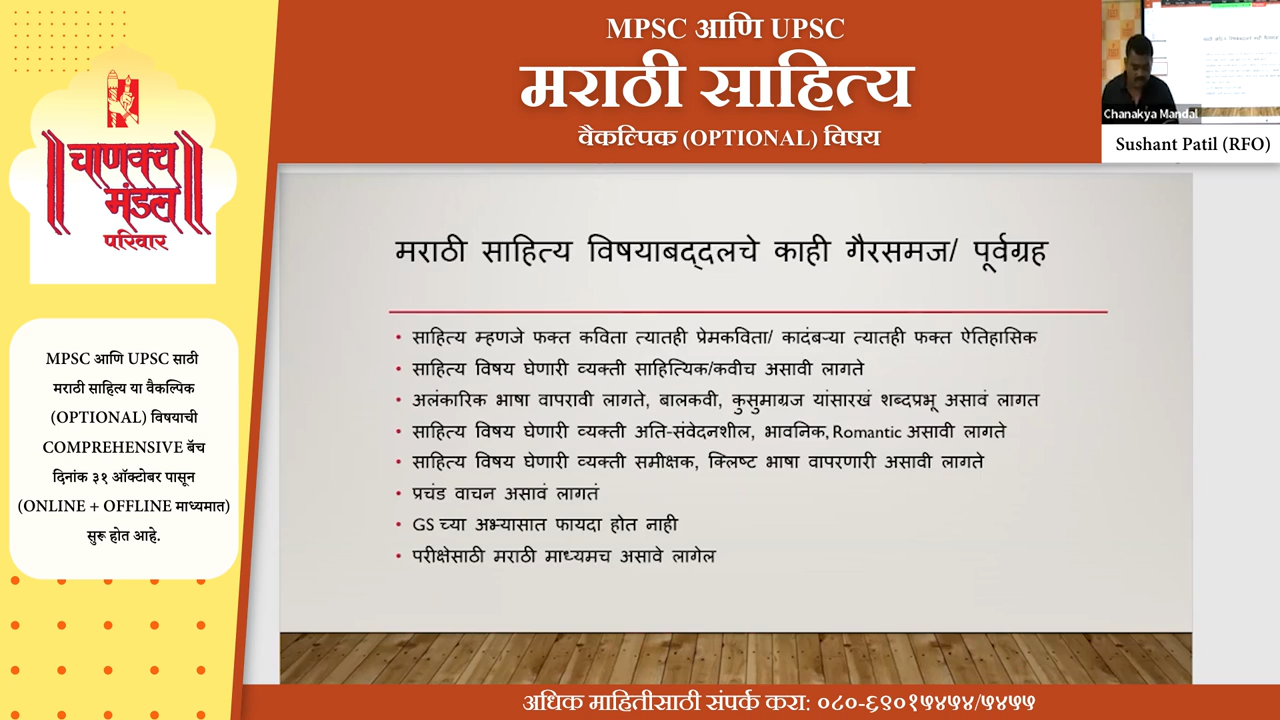 MPSC आणि UPSC
मराठी साहित्य
वैकल्पिक (OPTIONAL) विषय
Chanakya Mandal
Sushant Patil (RFO)
चाणक्य
मंडल
परिवार
MPSC आणि UPSC साठी
मराठी साहित्य या वैकल्पिक
(OPTIONAL) विषयाची
COMPREHENSIVE बॅच
दिनांक ३१ ऑक्टोबर पासून
(ONLINE + OFFLINE माध्यमात)
सुरू होत आहे.
मराठी साहित्य विषयाबद्दलचे काही गैरसमज/ पूर्वग्रह
• साहित्य म्हणजे फक्त कविता त्यातही प्रेमकविता/ कादंबऱ्या त्यातही फक्त ऐतिहासिक
• साहित्य विषय घेणारी व्यक्ती साहित्यिक/कवीच असावी लागते
• अलंकारिक भाषा वापरावी लागते, बालकवी, कुसुमाग्रज यांसारखं शब्दप्रभू असावं लागत
• साहित्य विषय घेणारी व्यक्ती अति-संवेदनशील, भावनिक, Romantic असावी लागते
• साहित्य विषय घेणारी व्यक्ती समीक्षक, क्लिष्ट भाषा वापरणारी असावी लागते
• प्रचंड वाचन असावं लागतं
• GS च्या अभ्यासात फायदा होत नाही
• परीक्षेसाठी मराठी माध्यमच असावे लागेल
अधिक माहितीसाठी संपर्क करा: ०८०-६९०१५४५४/५४५५